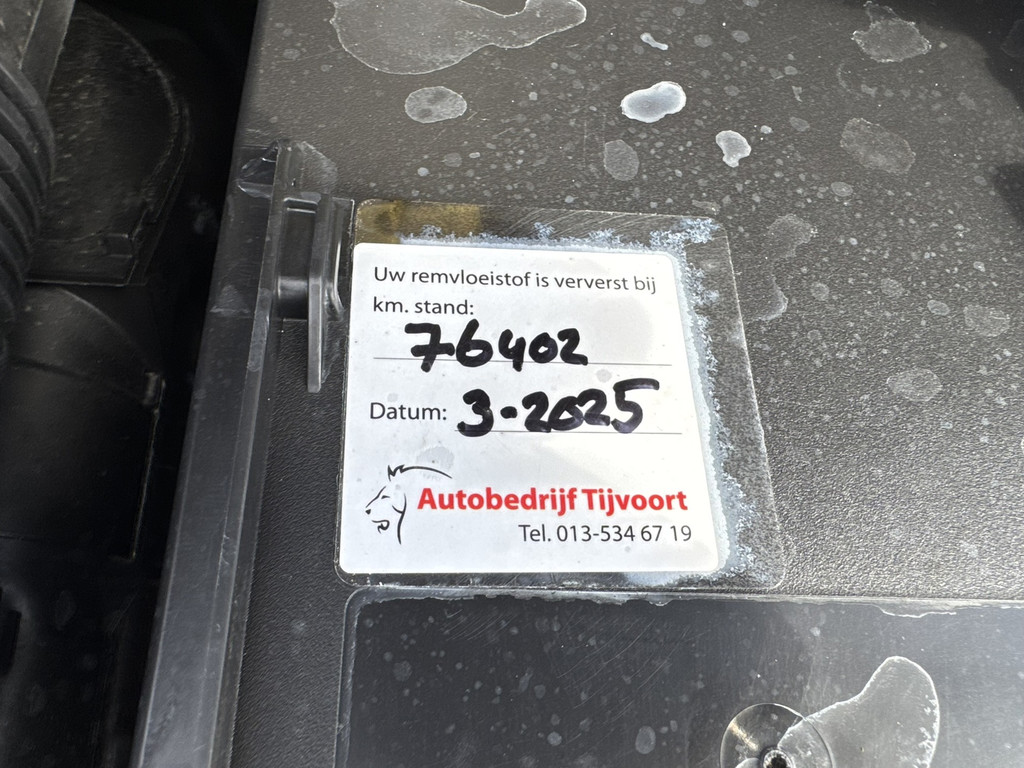 Uw remvloeistof is ververst bij
km. stand:
76402
Datum: 3-2025
Autobedrijf Tijvoort
Tel. 013-534 67 19